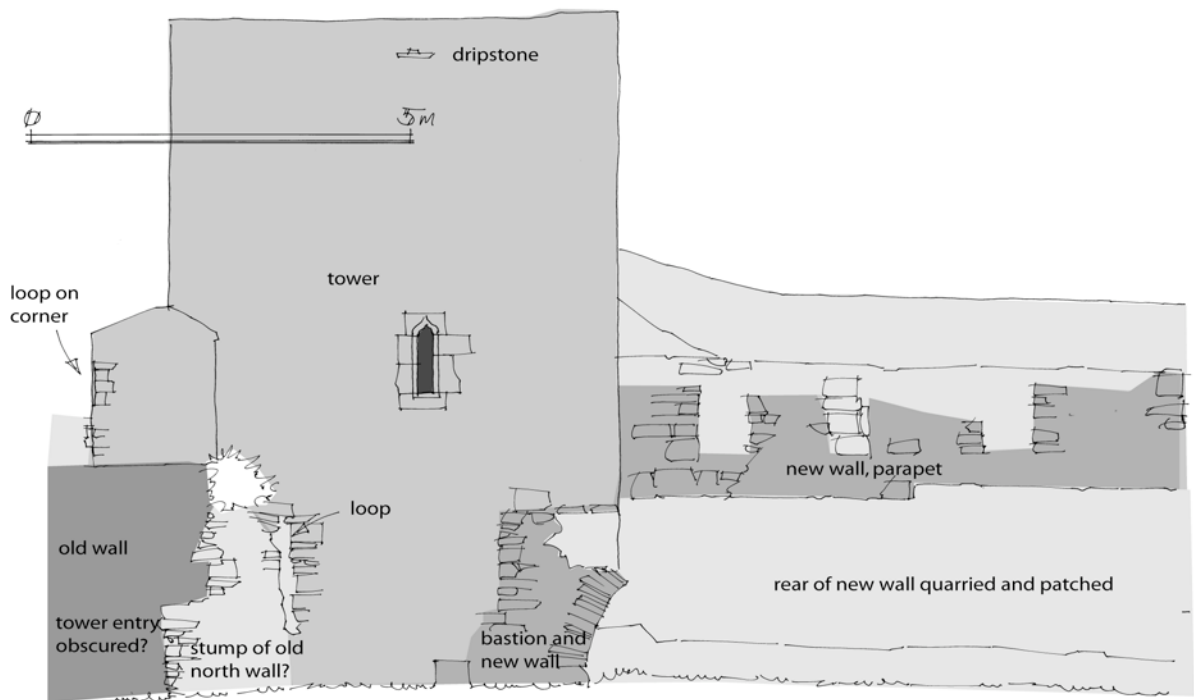 dripstone
0 5m
tower
loop on
corner
new wall, parapet
loop
old wall
rear of new wall quarried and patched
tower entry
obscured?
stump of old
north wall?
bastion and
new wall